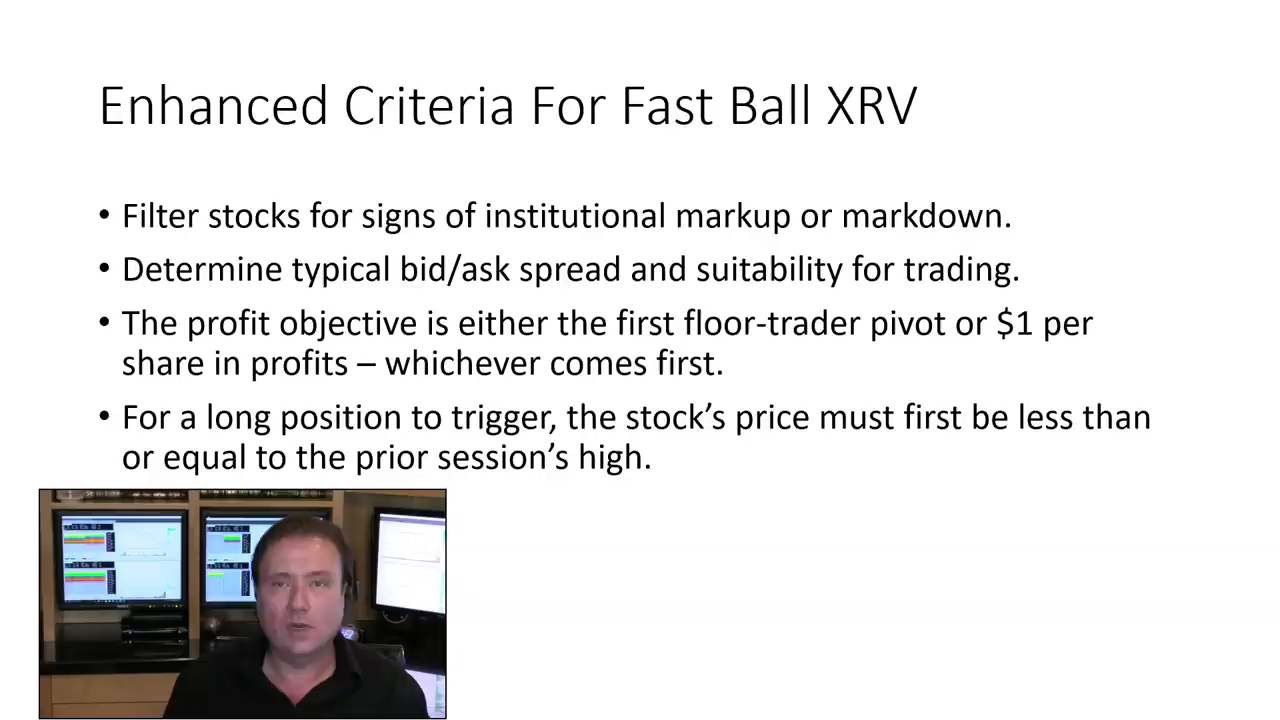 Enhanced Criteria For Fast Ball XRV
• Filter stocks for signs of institutional markup or markdown.
• Determine typical bid/ask spread and suitability for trading.
• The profit objective is either the first floor-trader pivot or $1 per
share in profits – whichever comes first.
• For a long position to trigger, the stock’s price must first be less than
or equal to the prior session’s high.